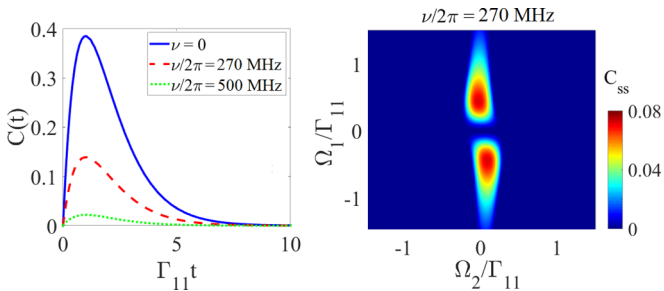 0.4
0.3
0.2
0.1
0
C(t)
ν = 0
ν/2π = 270 MHz
ν/2π = 500 MHz
0 5 10
Γ₁₁t
ν/2π = 270 MHz
1
0
-1
Ω₁/Γ₁₁
-1 0 1
Ω₂/Γ₁₁
C_ss
0.08
0.04
0